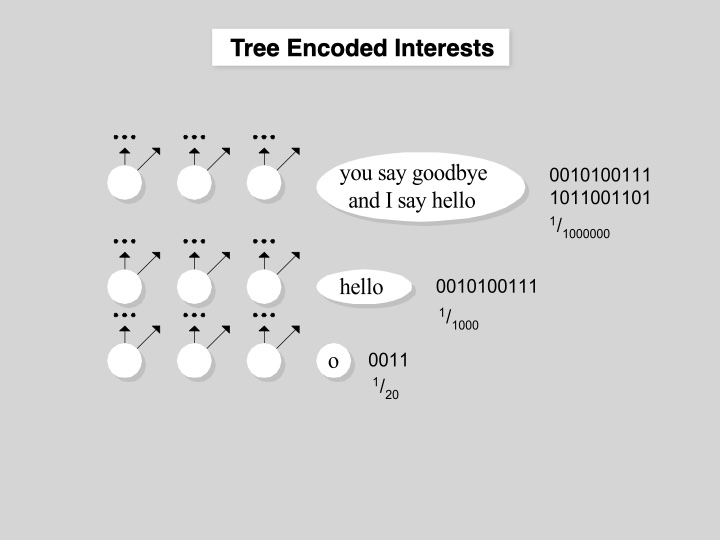 Tree Encoded Interests
... ... ...
you say goodbye
and I say hello
0010100111
1011001101
1/1000000
... ... ...
hello
0010100111
1/1000
... ... ...
o
0011
1/20